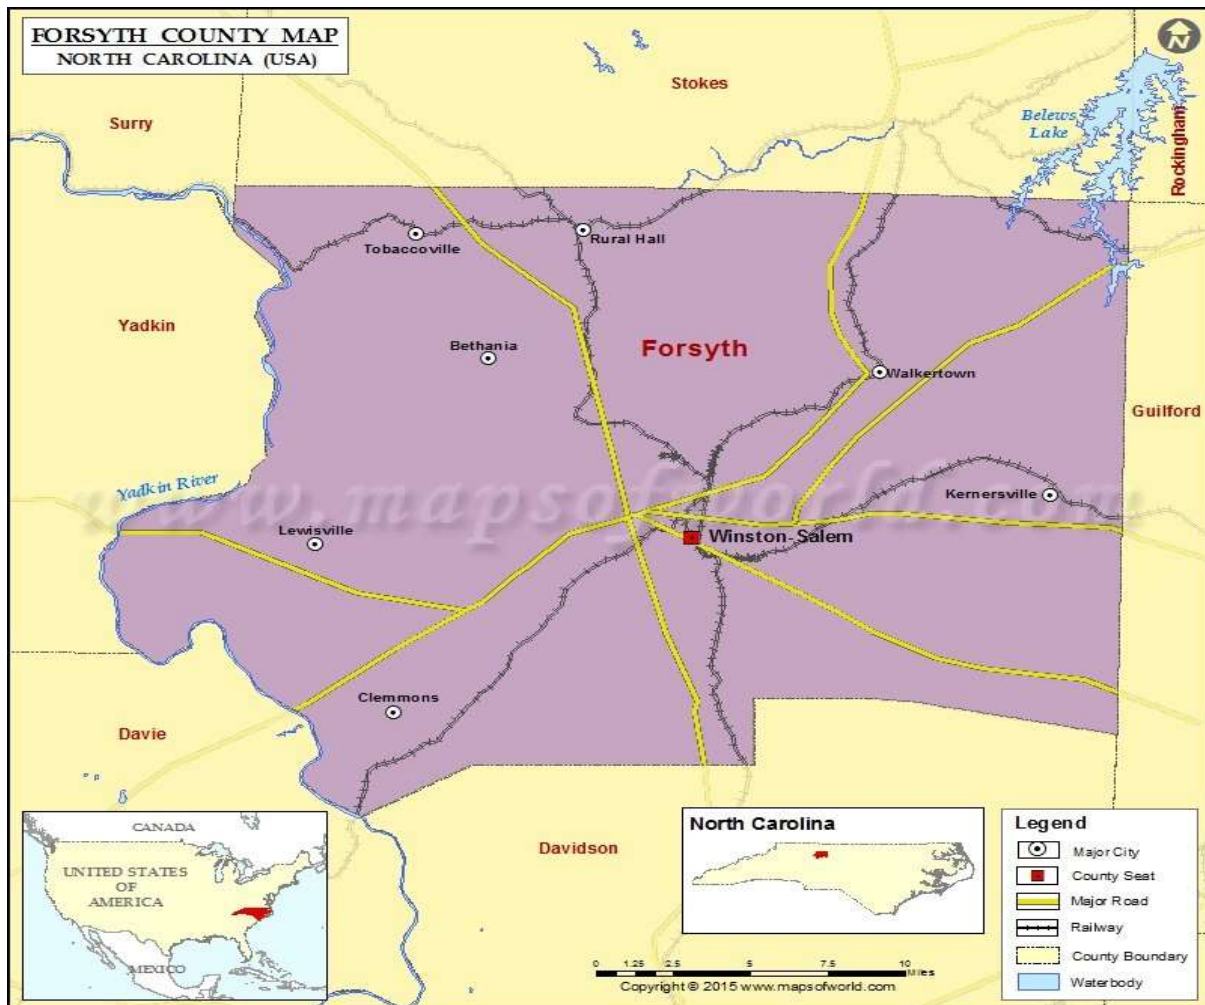 FORSYTH COUNTY MAP
NORTH CAROLINA (USA)
N
Stokes
Surry
Belews
Lake
Rockingham
Tobaccoville
Rural Hall
Yadkin
Bethania
Forsyth
Walkertown
Guilford
Yadkin River
www.mapsofworld.com
Kernersville
Lewisville
Winston-Salem
Clemmons
Davie
Davidson
CANADA
UNITED STATES
OF
AMERICA
MEXICO
North Carolina
Legend
Major City
County Seat
Major Road
Railway
County Boundary
Waterbody
0 1.25 2.5 5 7.5 10
Miles
Copyright © 2015 www.mapsofworld.com